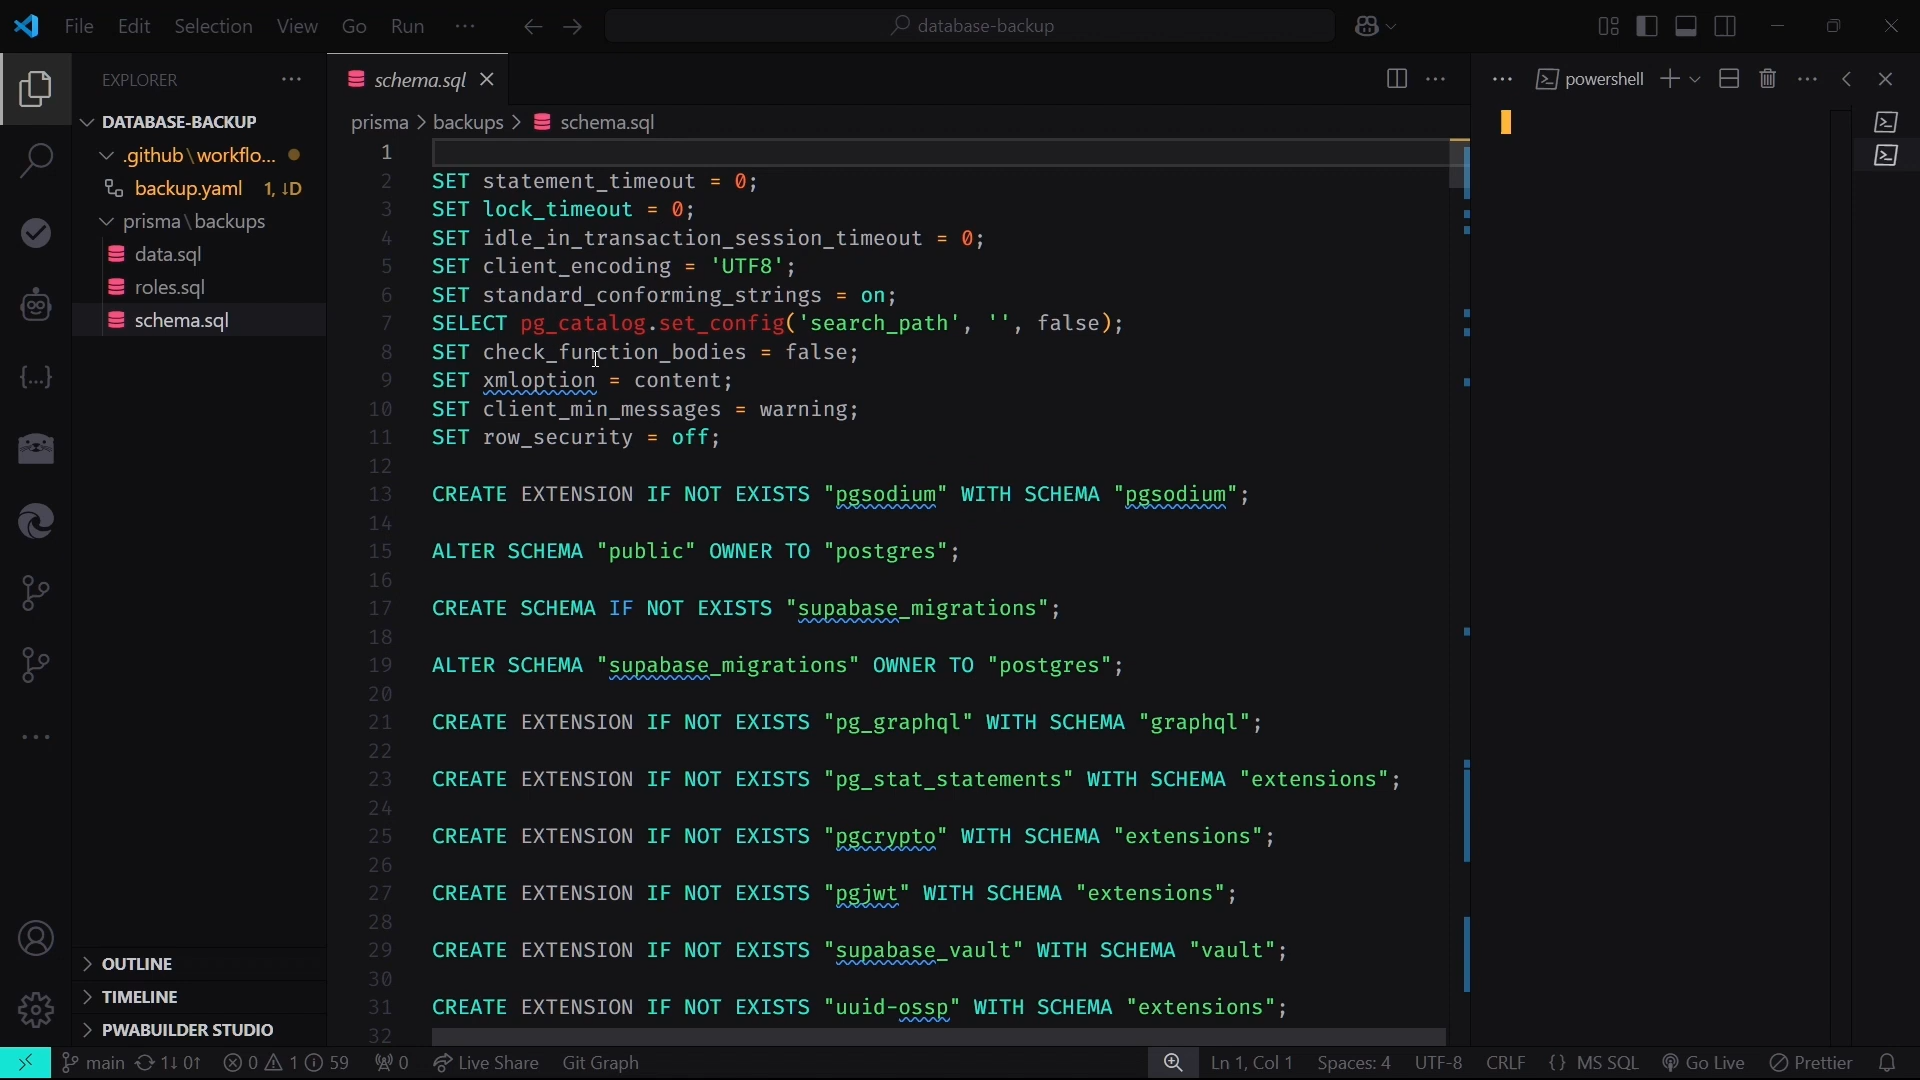 File Edit Selection View Go Run ··· database-backup
EXPLORER ···
schema.sql
powershell
DATABASE-BACKUP
prisma > backups > schema.sql
.github\workflo...
backup.yaml 1, ↓D
prisma\backups
data.sql
roles.sql
schema.sql
1
2 SET statement_timeout = 0;
3 SET lock_timeout = 0;
4 SET idle_in_transaction_session_timeout = 0;
5 SET client_encoding = 'UTF8';
6 SET standard_conforming_strings = on;
7 SELECT pg_catalog.set_config('search_path', '', false);
8 SET check_function_bodies = false;
9 SET xmloption = content;
10 SET client_min_messages = warning;
11 SET row_security = off;
12
13 CREATE EXTENSION IF NOT EXISTS "pgsodium" WITH SCHEMA "pgsodium";
14
15 ALTER SCHEMA "public" OWNER TO "postgres";
16
17 CREATE SCHEMA IF NOT EXISTS "supabase_migrations";
18
19 ALTER SCHEMA "supabase_migrations" OWNER TO "postgres";
20
21 CREATE EXTENSION IF NOT EXISTS "pg_graphql" WITH SCHEMA "graphql";
22
23 CREATE EXTENSION IF NOT EXISTS "pg_stat_statements" WITH SCHEMA "extensions";
24
25 CREATE EXTENSION IF NOT EXISTS "pgcrypto" WITH SCHEMA "extensions";
26
27 CREATE EXTENSION IF NOT EXISTS "pgjwt" WITH SCHEMA "extensions";
28
29 CREATE EXTENSION IF NOT EXISTS "supabase_vault" WITH SCHEMA "vault";
30
31 CREATE EXTENSION IF NOT EXISTS "uuid-ossp" WITH SCHEMA "extensions";
32
OUTLINE
TIMELINE
PWABUILDER STUDIO
main 1↓ 0↑ 0 1 59 0 Live Share Git Graph Ln 1, Col 1 Spaces: 4 UTF-8 CRLF {} MS SQL Go Live Prettier